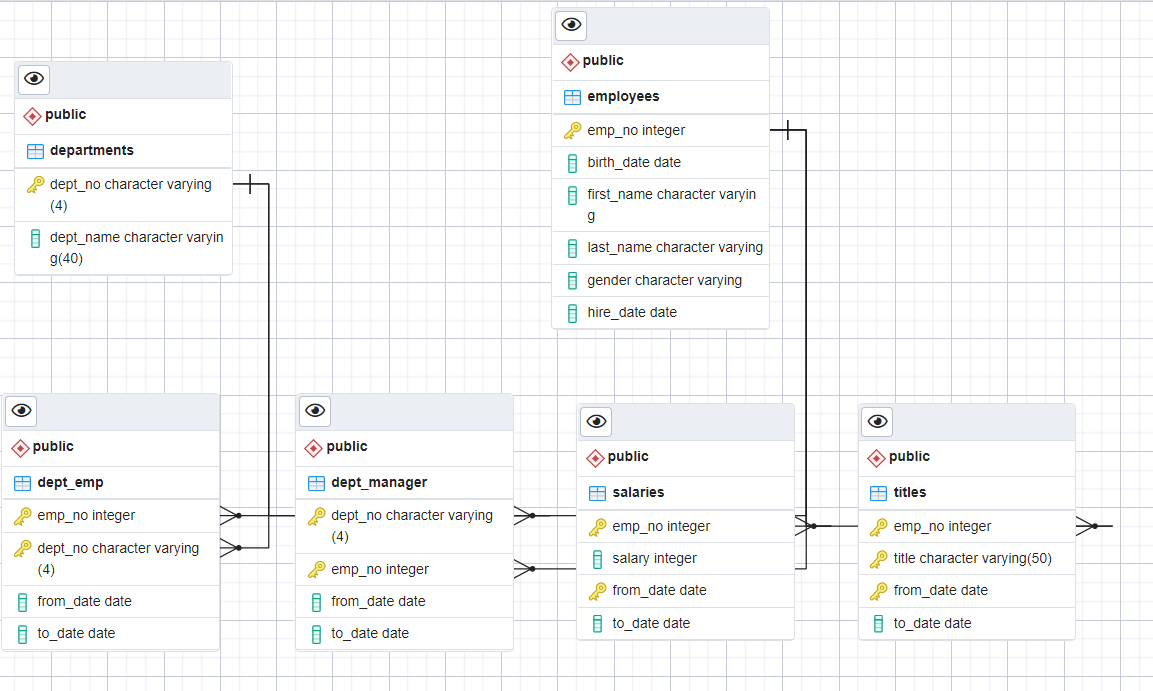 public
departments
dept_no character varying
(4)
dept_name character varyin
g(40)
public
employees
emp_no integer
birth_date date
first_name character varyin
g
last_name character varying
gender character varying
hire_date date
public
dept_emp
emp_no integer
dept_no character varying
(4)
from_date date
to_date date
public
dept_manager
dept_no character varying
(4)
emp_no integer
from_date date
to_date date
public
salaries
emp_no integer
salary integer
from_date date
to_date date
public
titles
emp_no integer
title character varying(50)
from_date date
to_date date